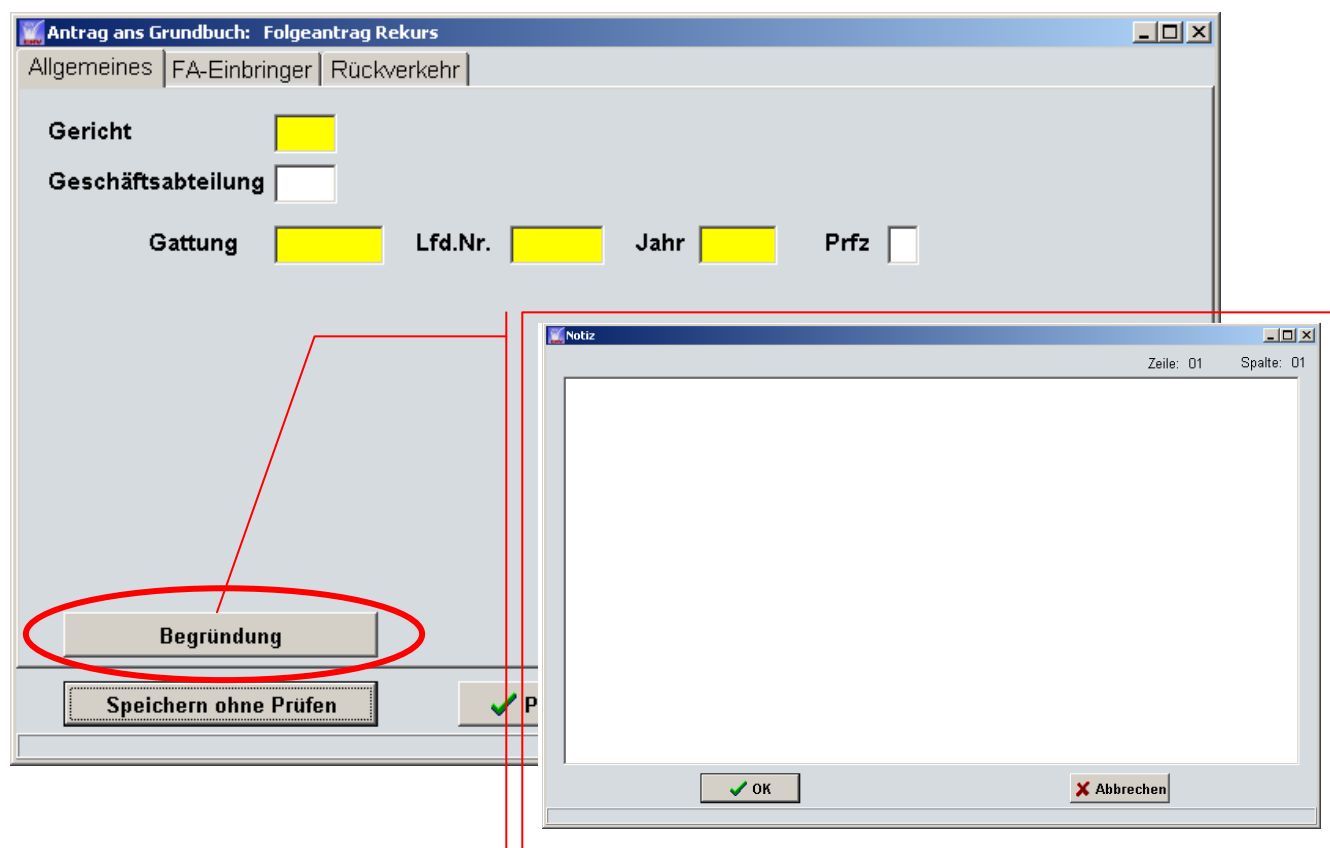 Antrag ans Grundbuch: Folgeantrag Rekurs
Allgemeines FA-Einbringer Rückverkehr
Gericht
Geschäftsabteilung
Gattung Lfd.Nr. Jahr Prfz
Notiz
Zeile: 01 Spalte: 01
Begründung
Speichern ohne Prüfen P
OK Abbrechen